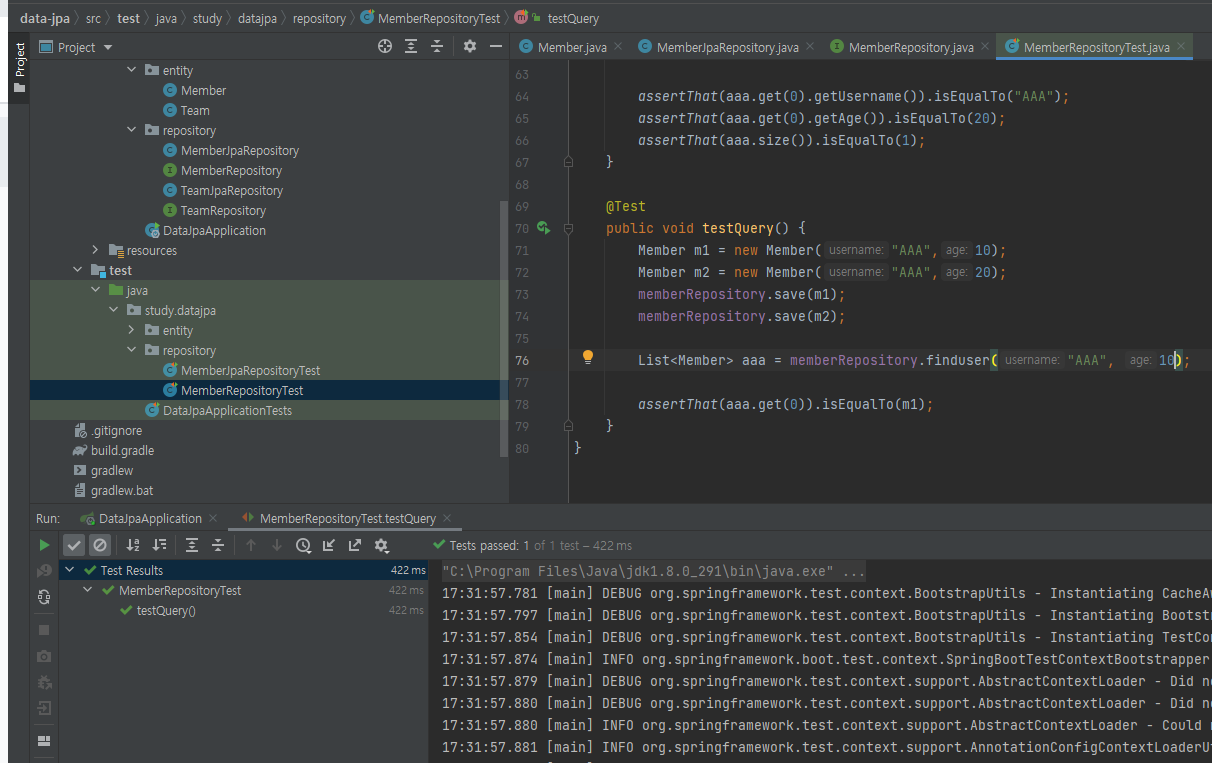 data-jpa src test java study datajpa repository MemberRepositoryTest testQuery
Project
Project
Member.java MemberJpaRepository.java MemberRepository.java MemberRepositoryTest.java
entity
Member
Team
repository
MemberJpaRepository
MemberRepository
TeamJpaRepository
TeamRepository
DataJpaApplication
resources
test
java
study.datajpa
entity
repository
MemberJpaRepositoryTest
MemberRepositoryTest
DataJpaApplicationTests
.gitignore
build.gradle
gradlew
gradlew.bat
63
64 assertThat(aaa.get(0).getUsername()).isEqualTo("AAA");
65 assertThat(aaa.get(0).getAge()).isEqualTo(20);
66 assertThat(aaa.size()).isEqualTo(1);
67 }
68
69 @Test
70 public void testQuery() {
71 Member m1 = new Member( username: "AAA", age: 10);
72 Member m2 = new Member( username: "AAA", age: 20);
73 memberRepository.save(m1);
74 memberRepository.save(m2);
75
76 List<Member> aaa = memberRepository.finduser( username: "AAA", age: 10);
77
78 assertThat(aaa.get(0)).isEqualTo(m1);
79 }
80 }
Run: DataJpaApplication MemberRepositoryTest.testQuery
Tests passed: 1 of 1 test – 422 ms
Test Results 422 ms
MemberRepositoryTest 422 ms
testQuery() 422 ms
"C:\Program Files\Java\jdk1.8.0_291\bin\java.exe" ...
17:31:57.781 [main] DEBUG org.springframework.test.context.BootstrapUtils - Instantiating CacheAw
17:31:57.797 [main] DEBUG org.springframework.test.context.BootstrapUtils - Instantiating Bootst
17:31:57.854 [main] DEBUG org.springframework.test.context.BootstrapUtils - Instantiating TestCon
17:31:57.874 [main] INFO org.springframework.boot.test.context.SpringBootTestContextBootstrapper
17:31:57.879 [main] DEBUG org.springframework.test.context.support.AbstractContextLoader - Did no
17:31:57.880 [main] DEBUG org.springframework.test.context.support.AbstractContextLoader - Did no
17:31:57.880 [main] INFO org.springframework.test.context.support.AbstractContextLoader - Could
17:31:57.881 [main] INFO org.springframework.test.context.support.AnnotationConfigContextLoaderU